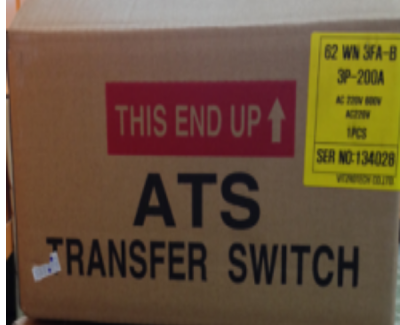 62 WN 3FA-B
3P-200A
AC 220V 600V
AC220V
1PCS
SER NO:134028
THIS END UP
ATS
TRANSFER SWITCH